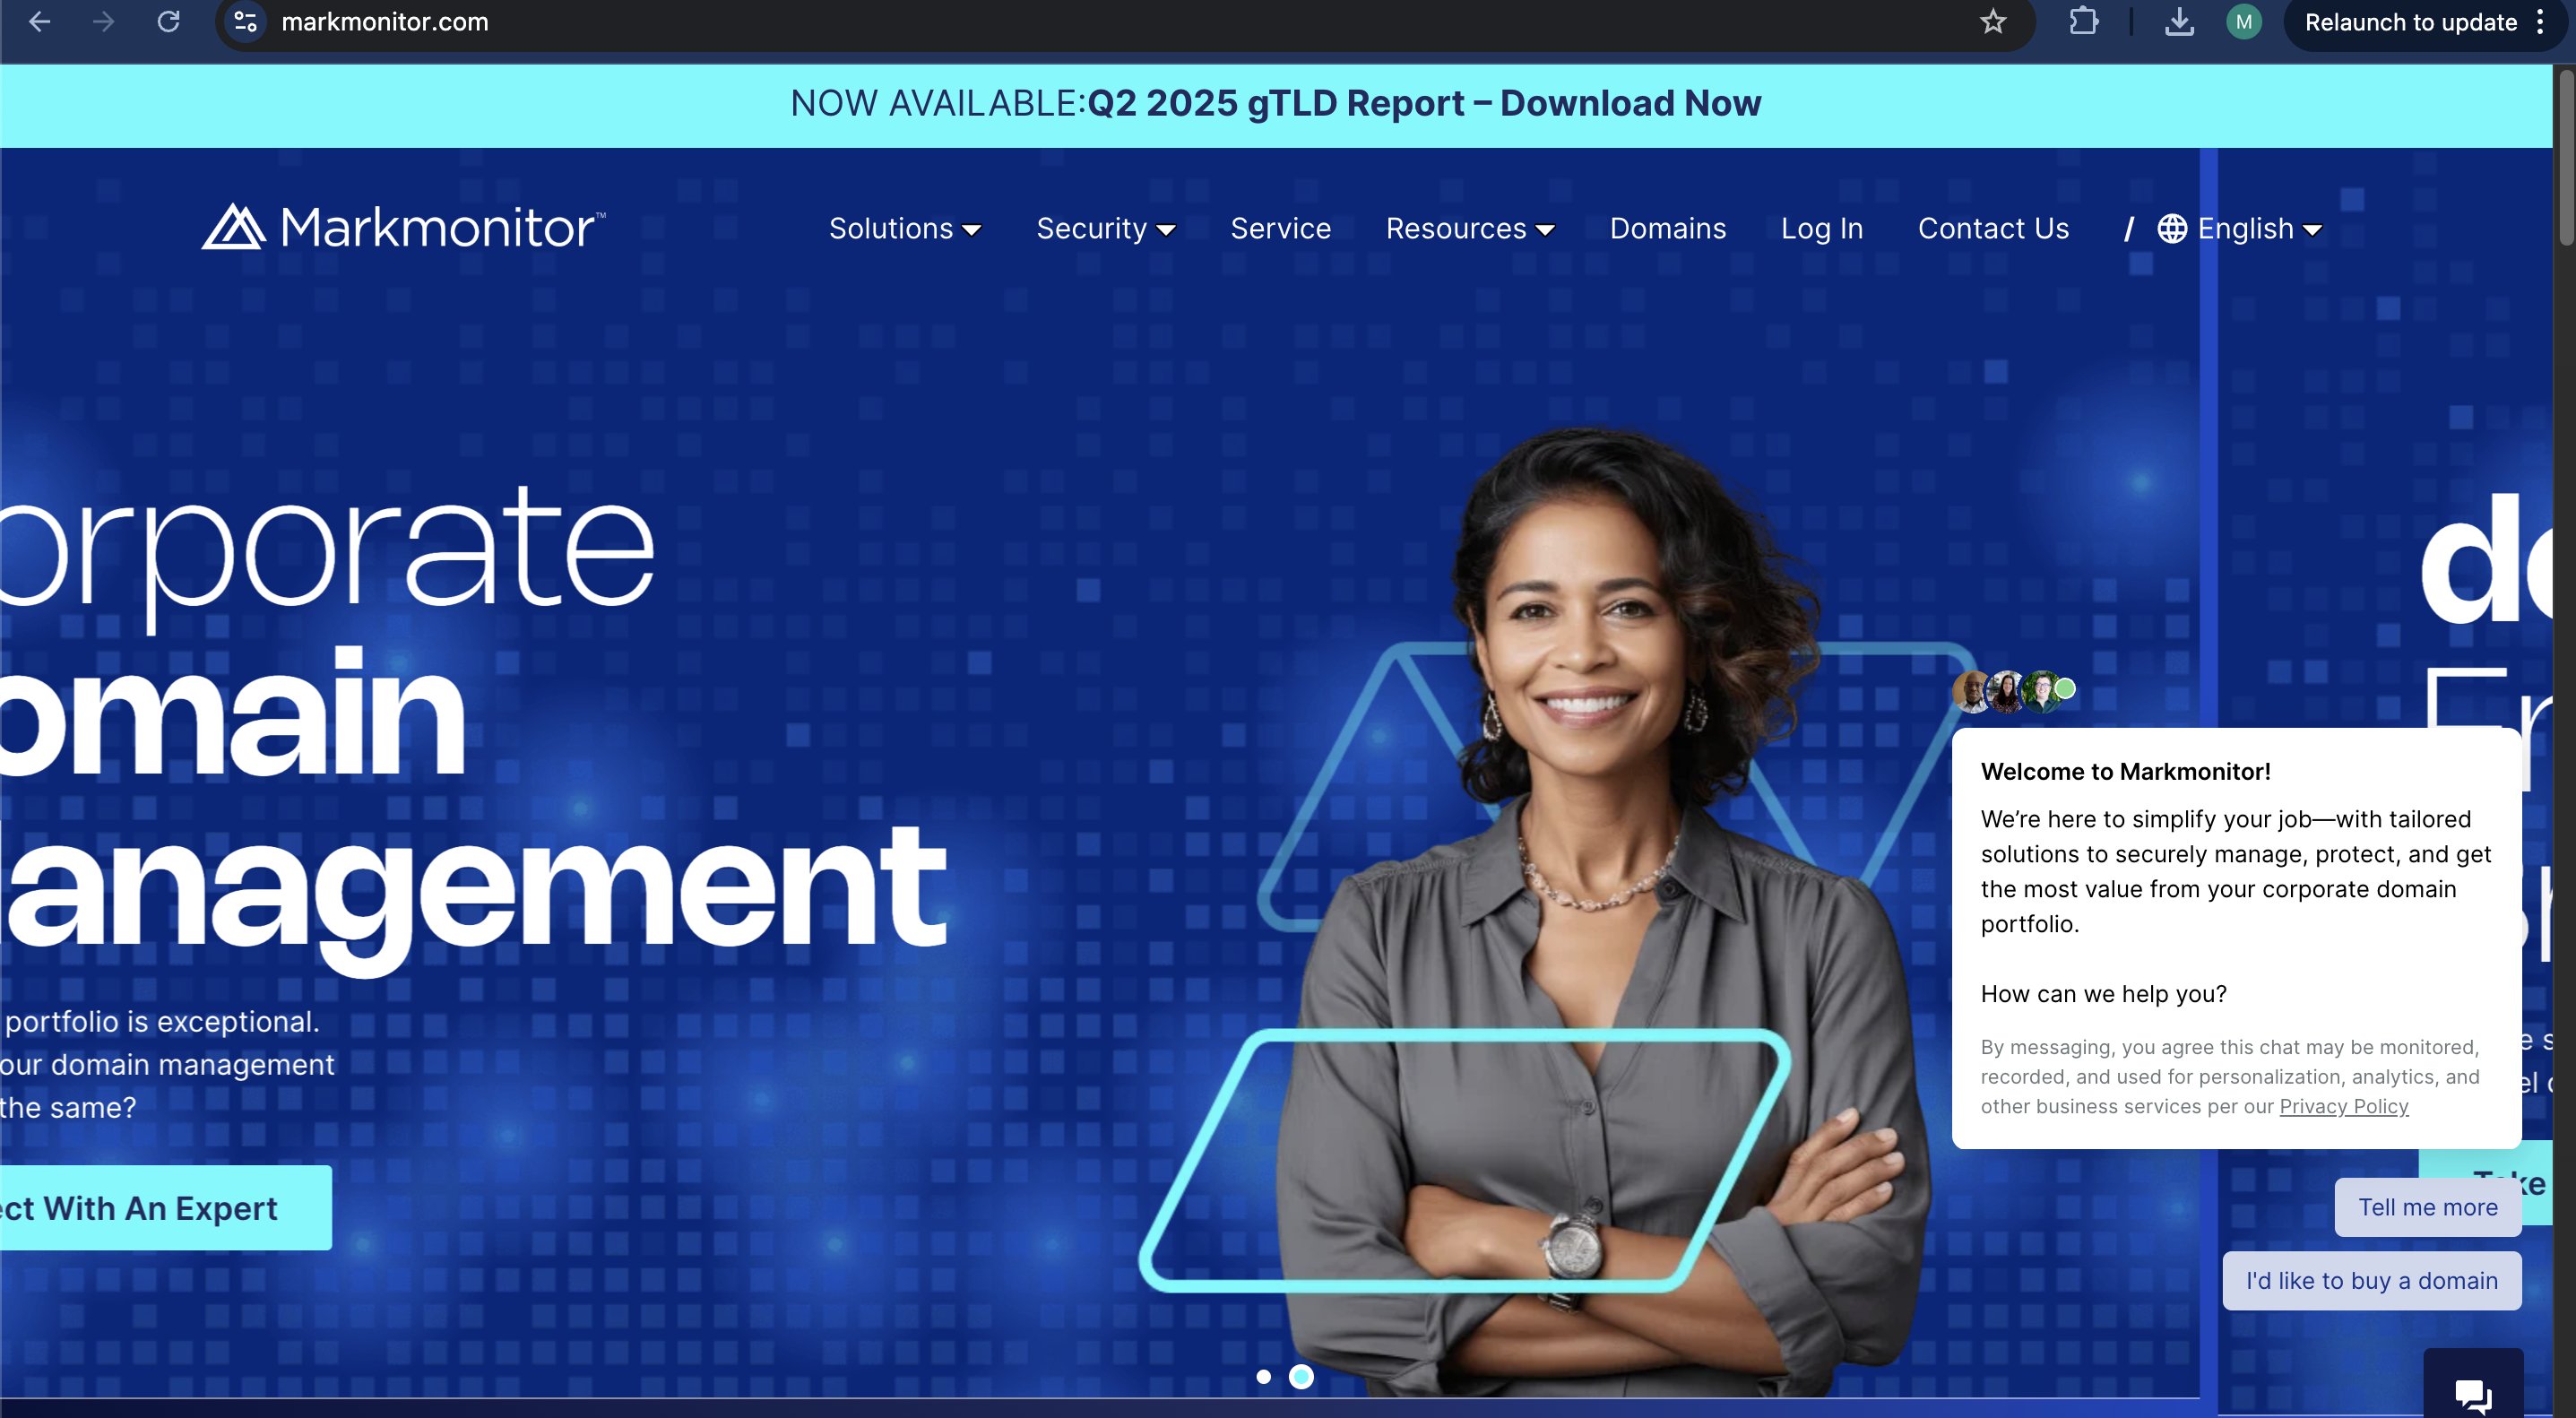 markmonitor.com
M
Relaunch to update
NOW AVAILABLE:Q2 2025 gTLD Report – Download Now
Markmonitor™
Solutions
Security
Service
Resources
Domains
Log In
Contact Us
/
English
orporate
omain
anagement
portfolio is exceptional.
our domain management
the same?
ect With An Expert
Welcome to Markmonitor!
We're here to simplify your job—with tailored
solutions to securely manage, protect, and get
the most value from your corporate domain
portfolio.
How can we help you?
By messaging, you agree this chat may be monitored,
recorded, and used for personalization, analytics, and
other business services per our Privacy Policy
Tell me more
I'd like to buy a domain